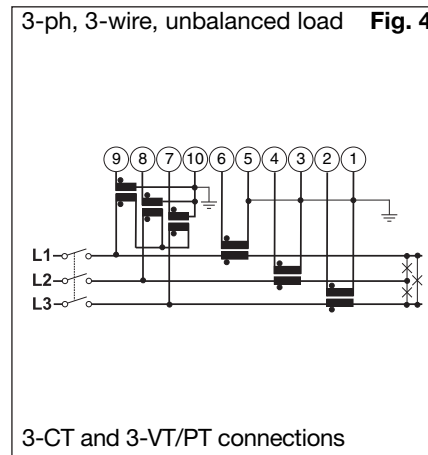 3-ph, 3-wire, unbalanced load Fig. 4
9 8 7 10 6 5 4 3 2 1
L1
L2
L3
3-CT and 3-VT/PT connections